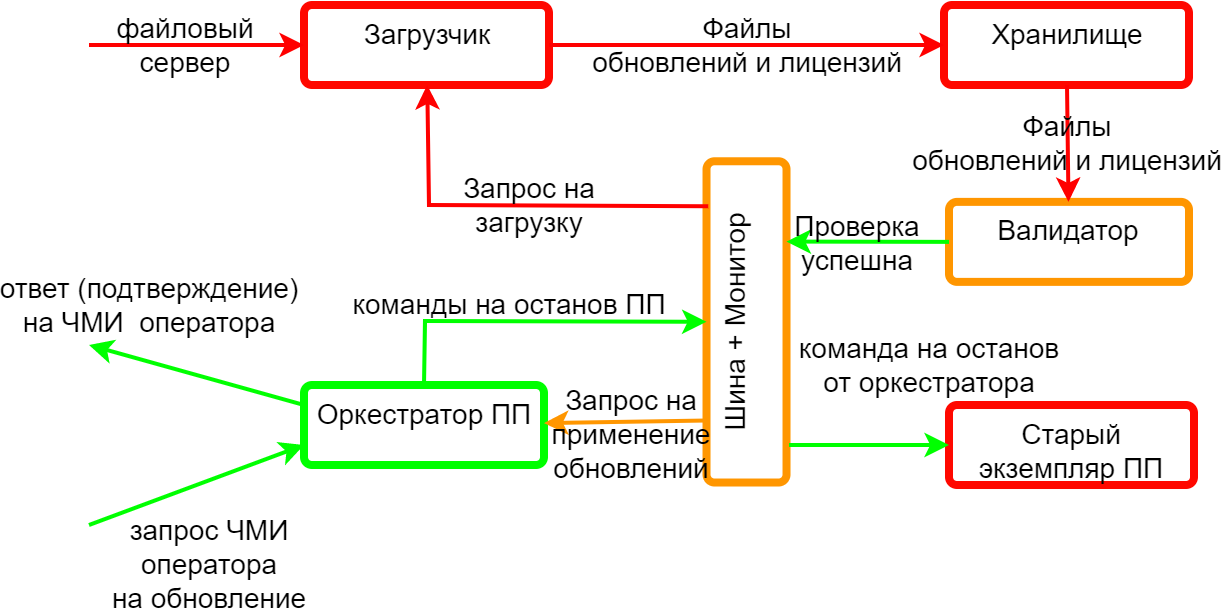 файловый
сервер
Загрузчик
Файлы
обновлений и лицензий
Хранилище
Файлы
обновлений и лицензий
Запрос на
загрузку
Шина + Монитор
Проверка
успешна
Валидатор
ответ (подтверждение)
на ЧМИ  оператора
команды на останов ПП
команда на останов
от оркестратора
Оркестратор ПП
Запрос на
применение
обновлений
Старый
экземпляр ПП
запрос ЧМИ
оператора
на обновление